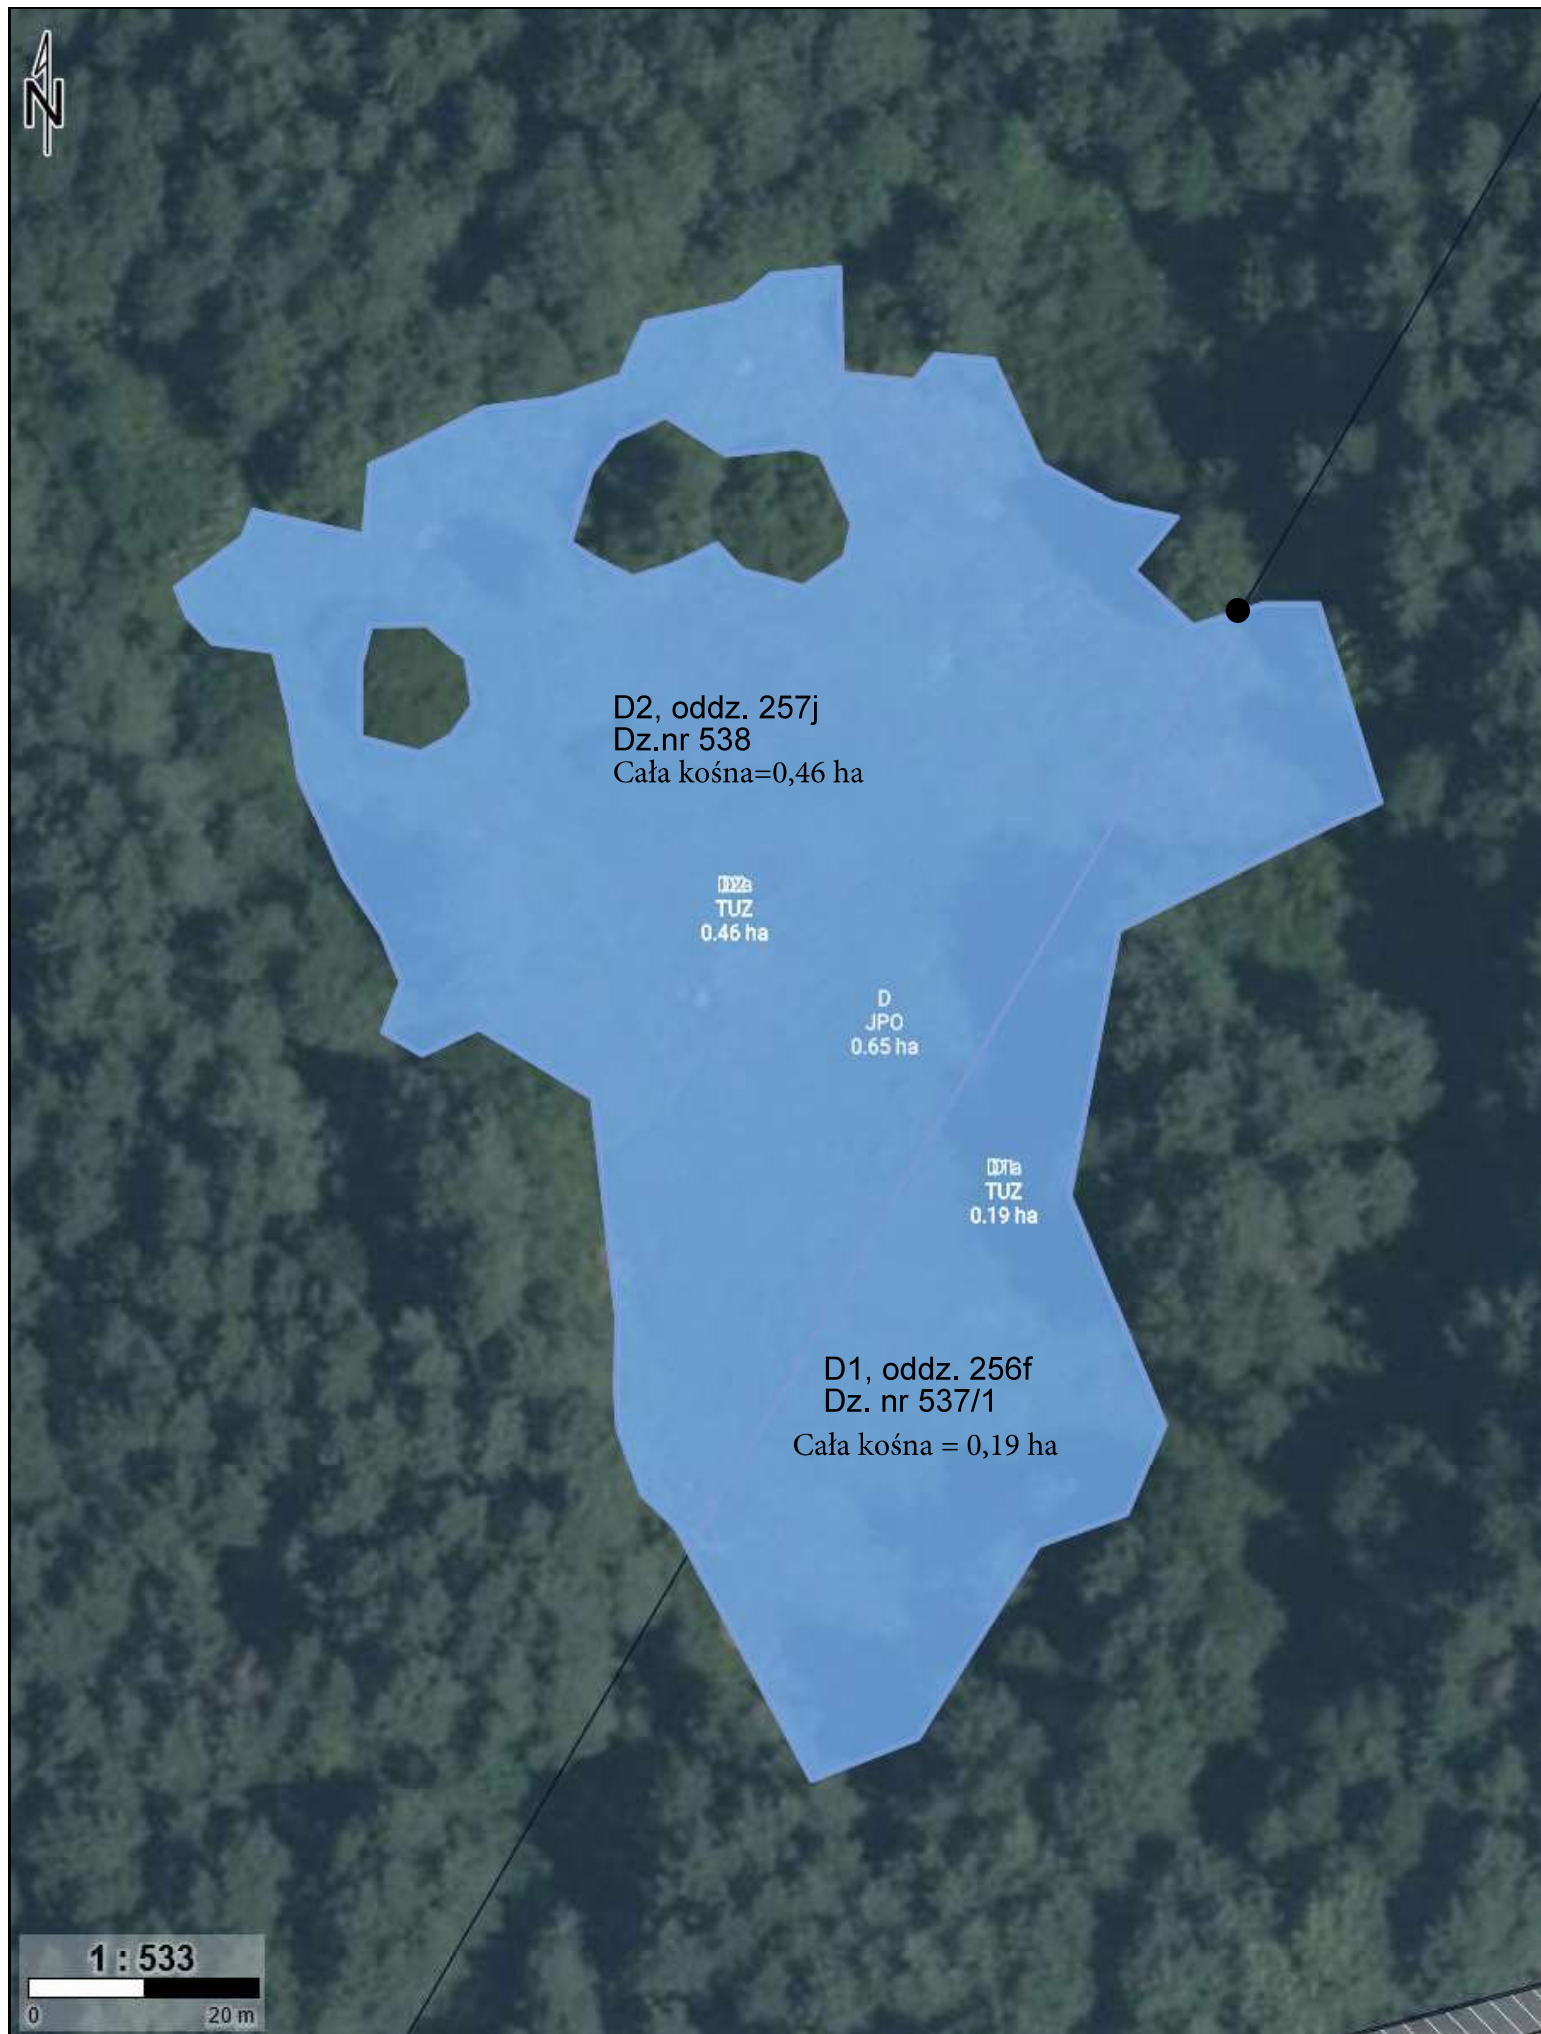 N
D2, oddz. 257j
Dz.nr 538
Cała kośna=0,46 ha
TUZ
0.46 ha
D
JPO
0.65 ha
TUZ
0.19 ha
D1, oddz. 256f
Dz. nr 537/1
Cała kośna = 0,19 ha
1 : 533
0 20 m